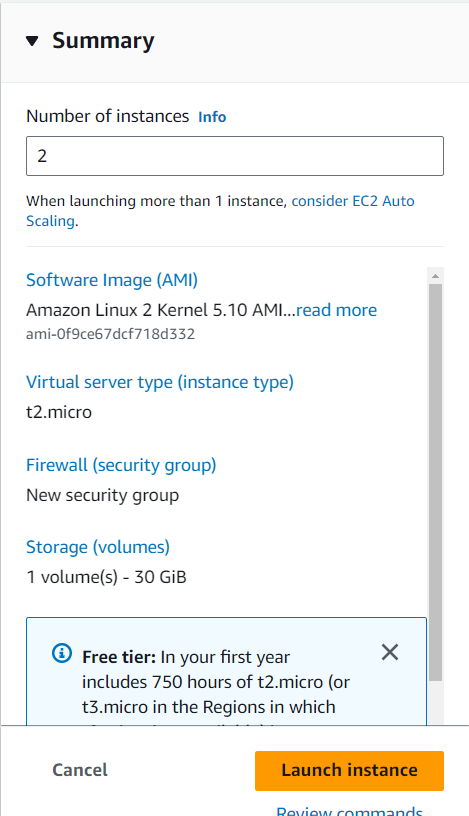 Summary
Number of instances Info
2
When launching more than 1 instance, consider EC2 Auto
Scaling.
Software Image (AMI)
Amazon Linux 2 Kernel 5.10 AMI...read more
ami-0f9ce67dcf718d332
Virtual server type (instance type)
t2.micro
Firewall (security group)
New security group
Storage (volumes)
1 volume(s) - 30 GiB
Free tier: In your first year
includes 750 hours of t2.micro (or
t3.micro in the Regions in which
Cancel
Launch instance
Review commands